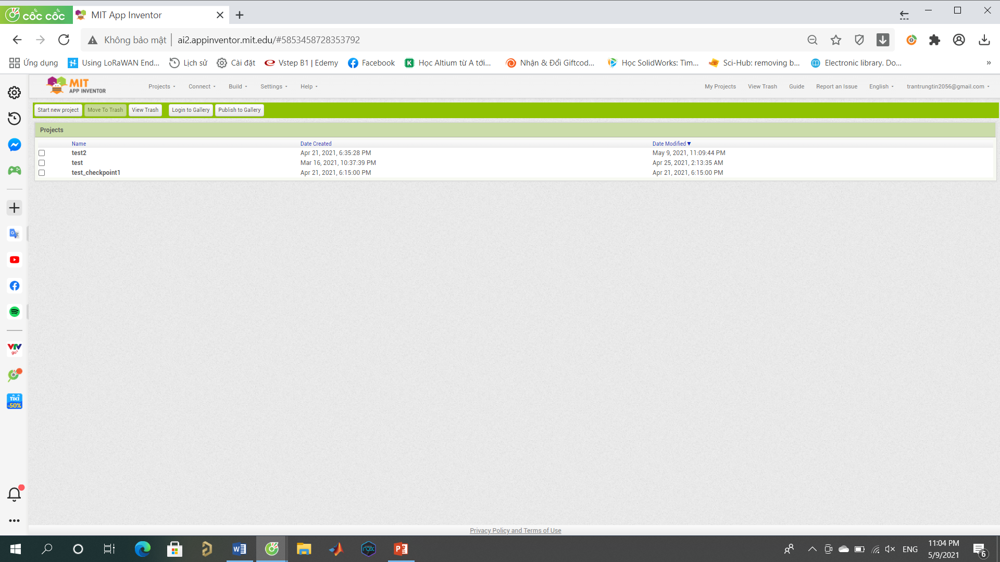 cốc cốc
MIT App Inventor
Không bảo mật
ai2.appinventor.mit.edu/#5853458728353792
Ứng dụng
Using LoRaWAN End...
Lịch sử
Cài đặt
Vstep B1 | Edemy
Facebook
Học Altium từ A tới...
Nhận & Đổi Giftcod...
Học SolidWorks: Tìm...
Sci-Hub: removing b...
Electronic library. Do...
»
MIT
APP INVENTOR
Projects
Connect
Build
Settings
Help
My Projects
View Trash
Guide
Report an Issue
English
trantrungtin2056@gmail.com
Start new project
Move To Trash
View Trash
Login to Gallery
Publish to Gallery
Projects
Name Date Created Date Modified▼
test2 Apr 21, 2021, 6:35:28 PM May 9, 2021, 11:09:44 PM
test Mar 16, 2021, 10:37:39 PM Apr 25, 2021, 2:13:35 AM
test_checkpoint1 Apr 21, 2021, 6:15:00 PM Apr 21, 2021, 6:15:00 PM
VTV
go
TIKI
-50%
Privacy Policy and Terms of Use
ENG
11:04 PM
5/9/2021
6